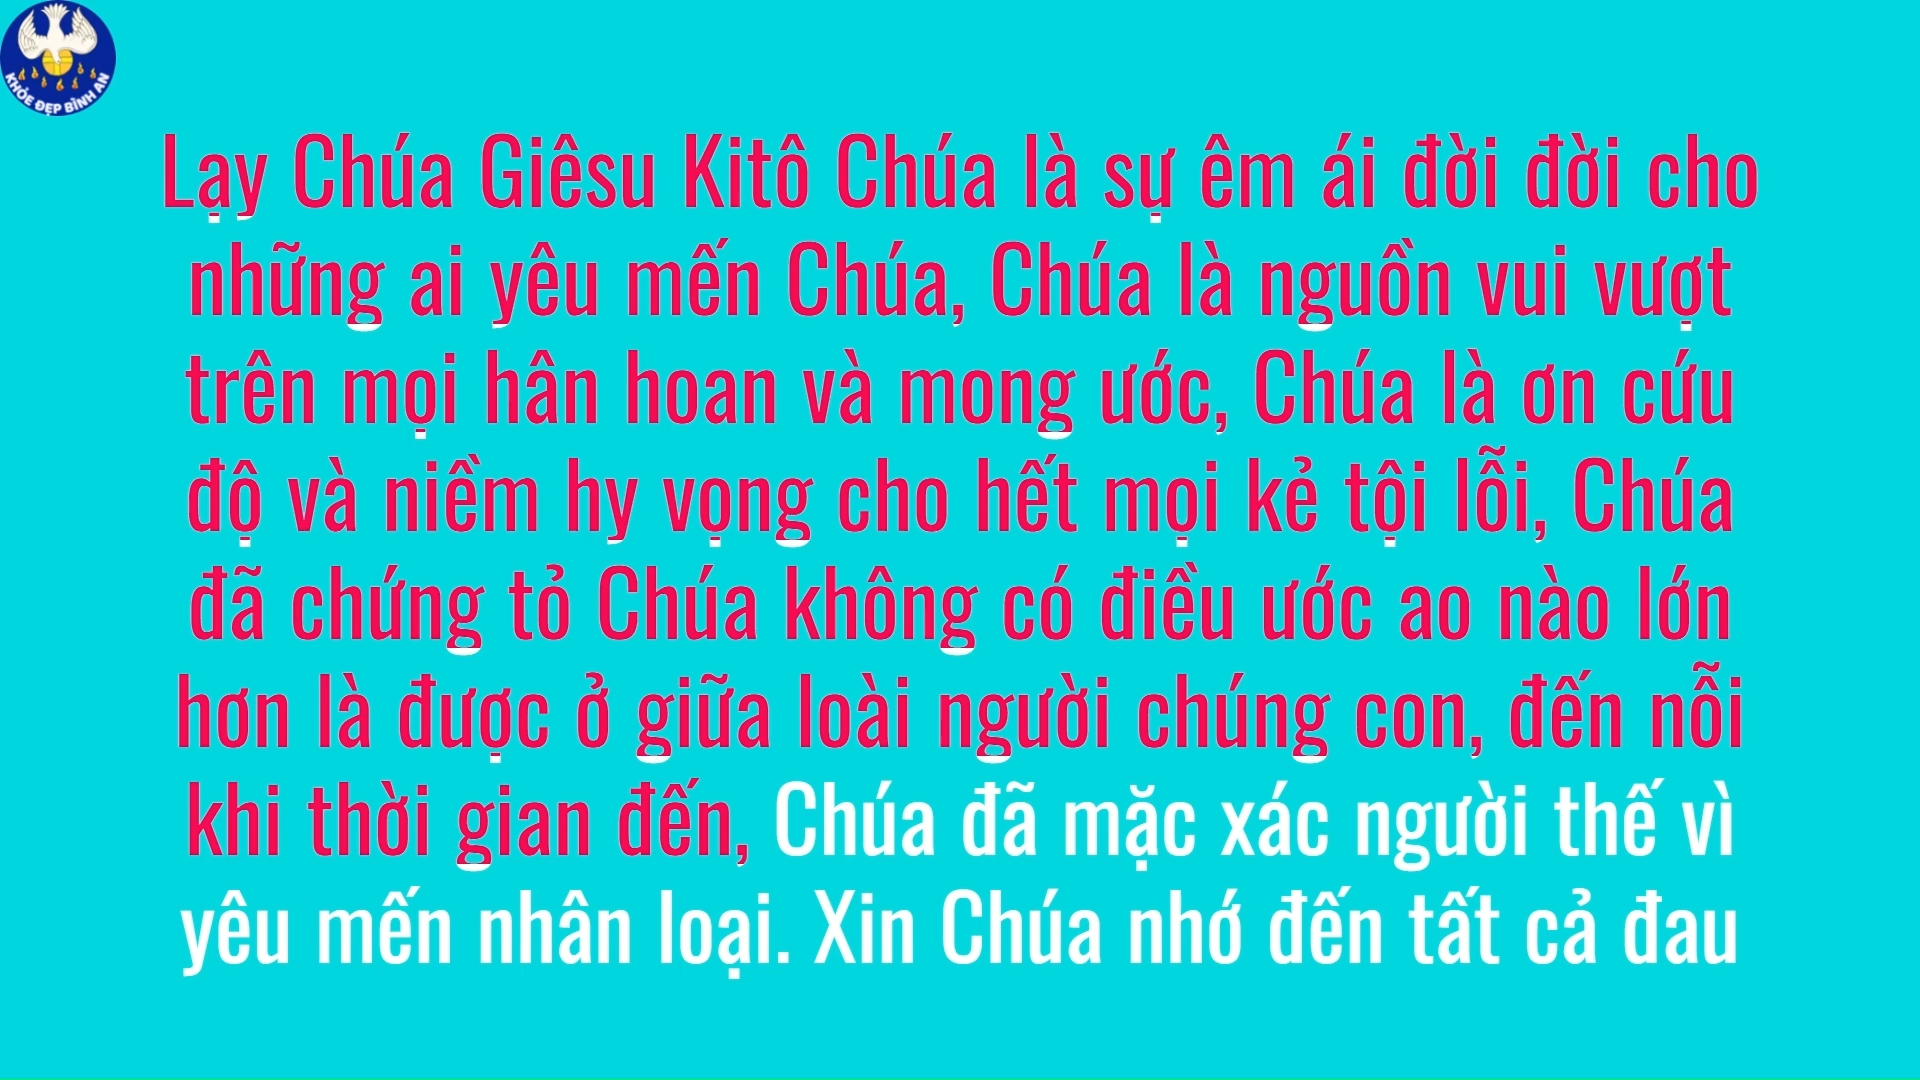 KHỎE ĐẸP BÌNH AN
Lạy Chúa Giêsu Kitô Chúa là sự êm ái đời đời cho
những ai yêu mến Chúa, Chúa là nguồn vui vượt
trên mọi hân hoan và mong ước, Chúa là ơn cứu
độ và niềm hy vọng cho hết mọi kẻ tội lỗi, Chúa
đã chứng tỏ Chúa không có điều ước ao nào lớn
hơn là được ở giữa loài người chúng con, đến nỗi
khi thời gian đến, Chúa đã mặc xác người thế vì
yêu mến nhân loại. Xin Chúa nhớ đến tất cả đau